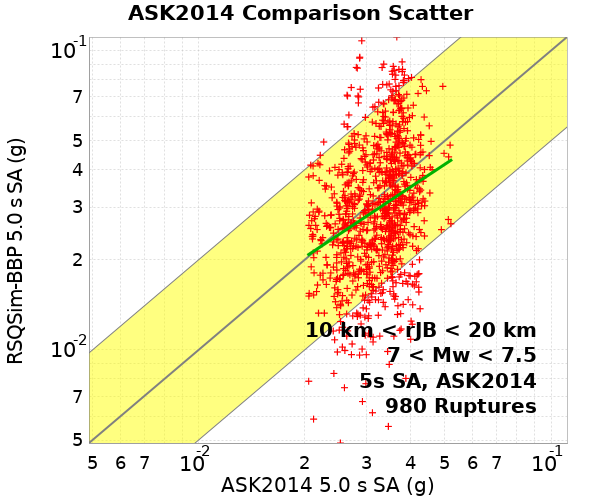 ASK2014 Comparison Scatter
RSQSim-BBP 5.0 s SA (g)
10-1
7
5
4
3
2
10-2
7
5
10 km < rJB < 20 km
7 < Mw < 7.5
5s SA, ASK2014
980 Ruptures
5 6 7 10-2 2 3 4 5 6 7 10-1
ASK2014 5.0 s SA (g)